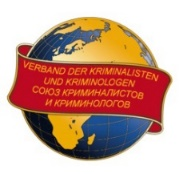 VERBAND DER KRIMINALISTEN
UND KRIMINOLOGEN
СОЮЗ КРИМИНАЛИСТОВ
И КРИМИНОЛОГОВ